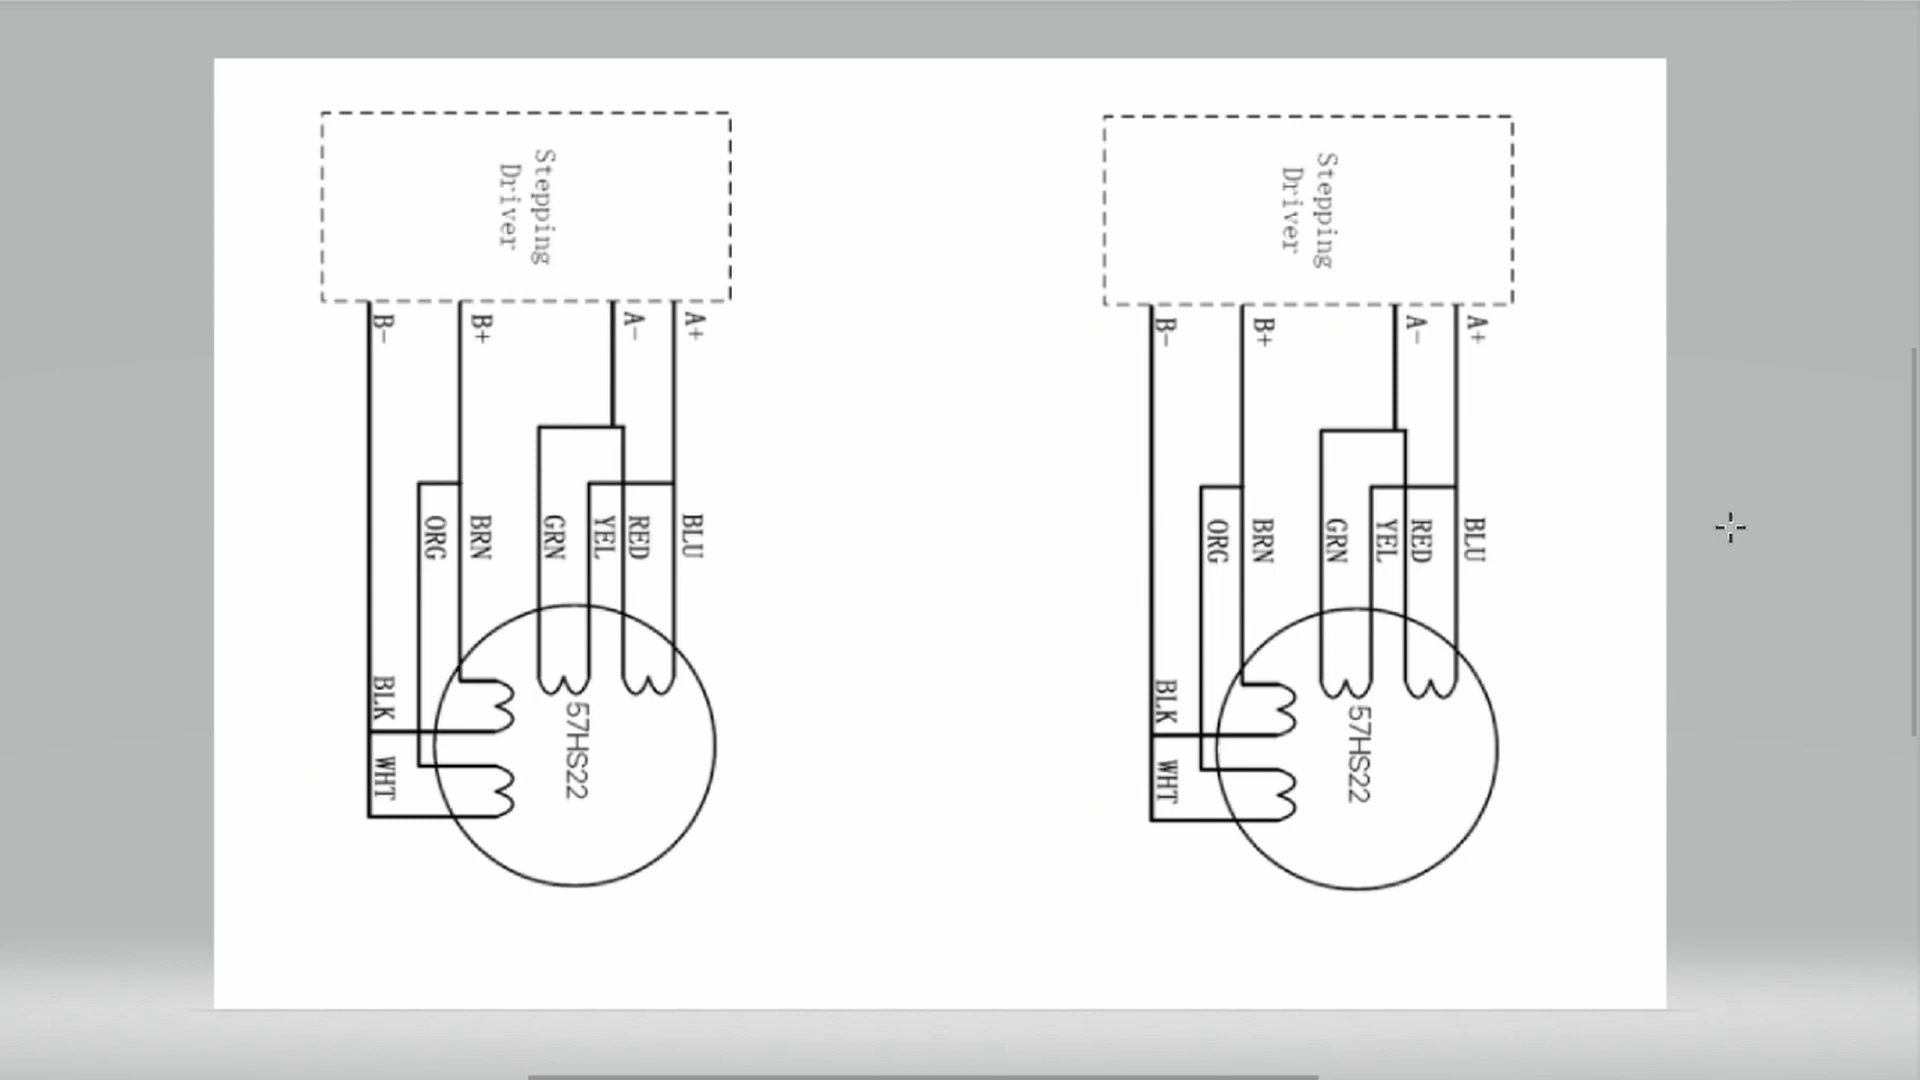 Stepping
Driver
B-
B+
A-
A+
ORG
BRN
GRN
YEL
RED
BLU
BLK
WHT
57HS22
Stepping
Driver
B-
B+
A-
A+
ORG
BRN
GRN
YEL
RED
BLU
BLK
WHT
57HS22